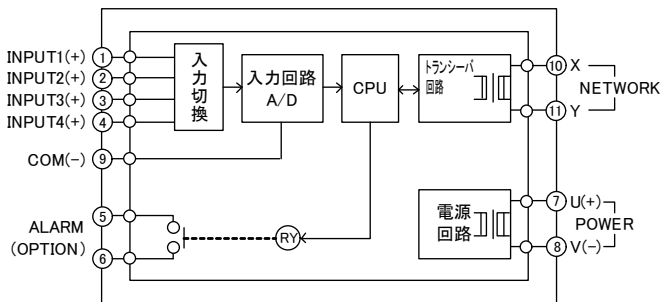 INPUT1(+) 1
INPUT2(+) 2
INPUT3(+) 3
INPUT4(+) 4
COM(-) 9
ALARM 5
(OPTION) 6
入力切換
入力回路
A/D
CPU
RY
トランシーバ
回路
10 X
NETWORK
11 Y
電源
回路
7 U(+)
POWER
8 V(-)